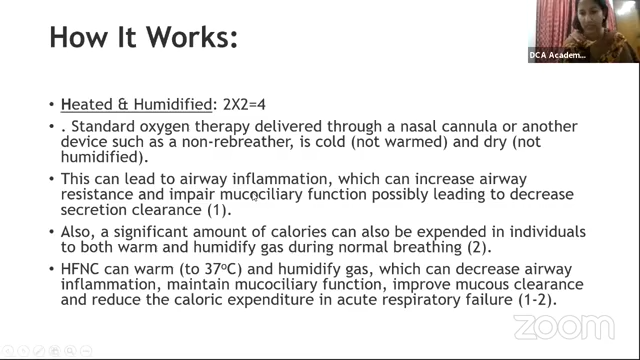 How It Works:
DCA Academ...
• Heated & Humidified: 2X2=4
• . Standard oxygen therapy delivered through a nasal cannula or another
device such as a non-rebreather, is cold (not warmed) and dry (not
humidified).
• This can lead to airway inflammation, which can increase airway
resistance and impair mucociliary function possibly leading to decrease
secretion clearance (1).
• Also, a significant amount of calories can also be expended in individuals
to both warm and humidify gas during normal breathing (2).
• HFNC can warm (to 37ºC) and humidify gas, which can decrease airway
inflammation, maintain mucociliary function, improve mucous clearance
and reduce the caloric expenditure in acute respiratory failure (1-2).
zoom